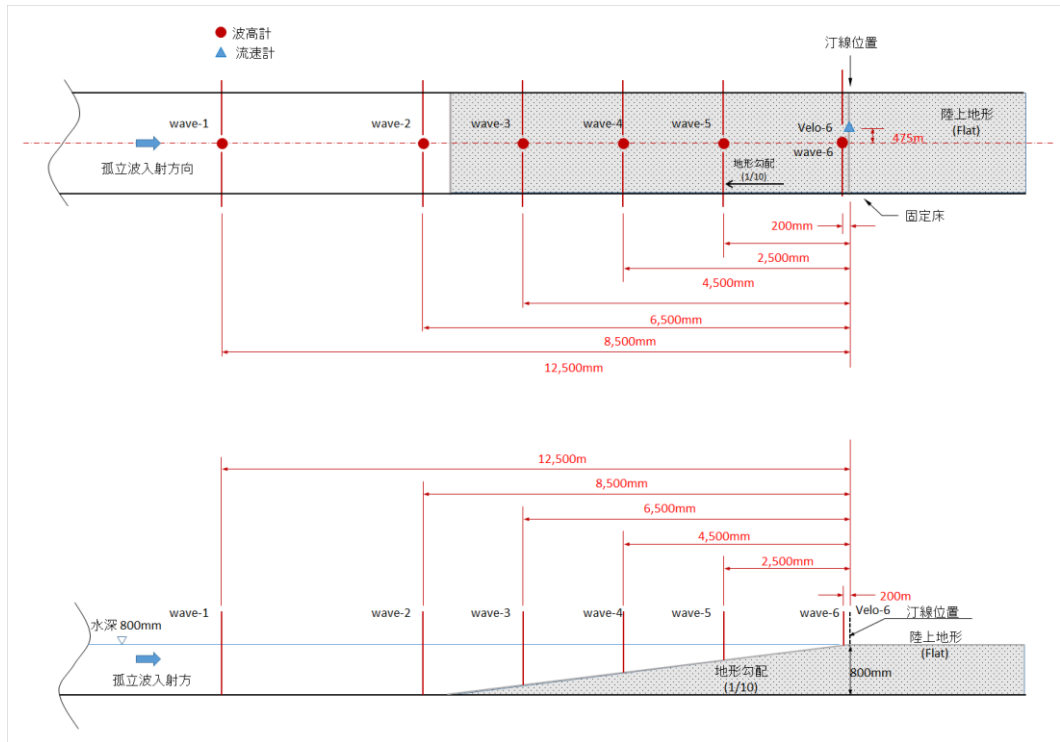 波高計
流速計
汀線位置
wave-1
wave-2
wave-3
wave-4
wave-5
Velo-6
陸上地形
(Flat)
475m
wave-6
孤立波入射方向
地形勾配
(1/10)
固定床
200mm
2,500mm
4,500mm
6,500mm
8,500mm
12,500mm
12,500m
8,500mm
6,500mm
4,500mm
2,500mm
200m
wave-1
wave-2
wave-3
wave-4
wave-5
wave-6
Velo-6
汀線位置
水深 800mm
陸上地形
(Flat)
孤立波入射方
地形勾配
(1/10)
800mm